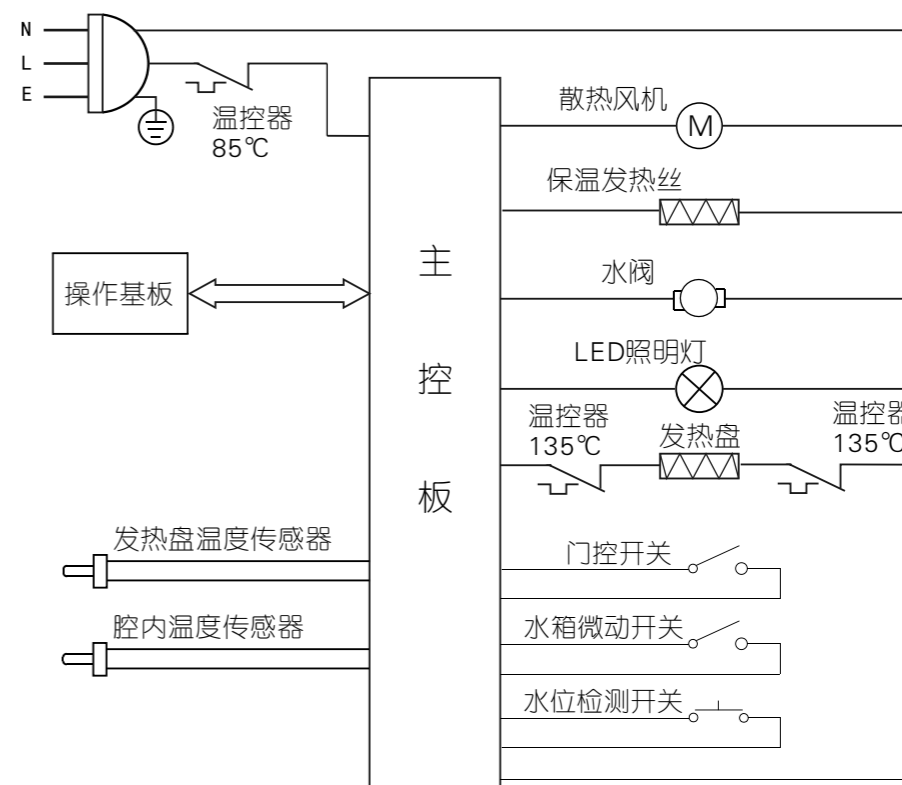 N
L
E
温控器
85℃
散热风机
M
保温发热丝
主
控
板
操作基板
水阀
LED照明灯
温控器
135℃
发热盘
温控器
135℃
发热盘温度传感器
门控开关
腔内温度传感器
水箱微动开关
水位检测开关